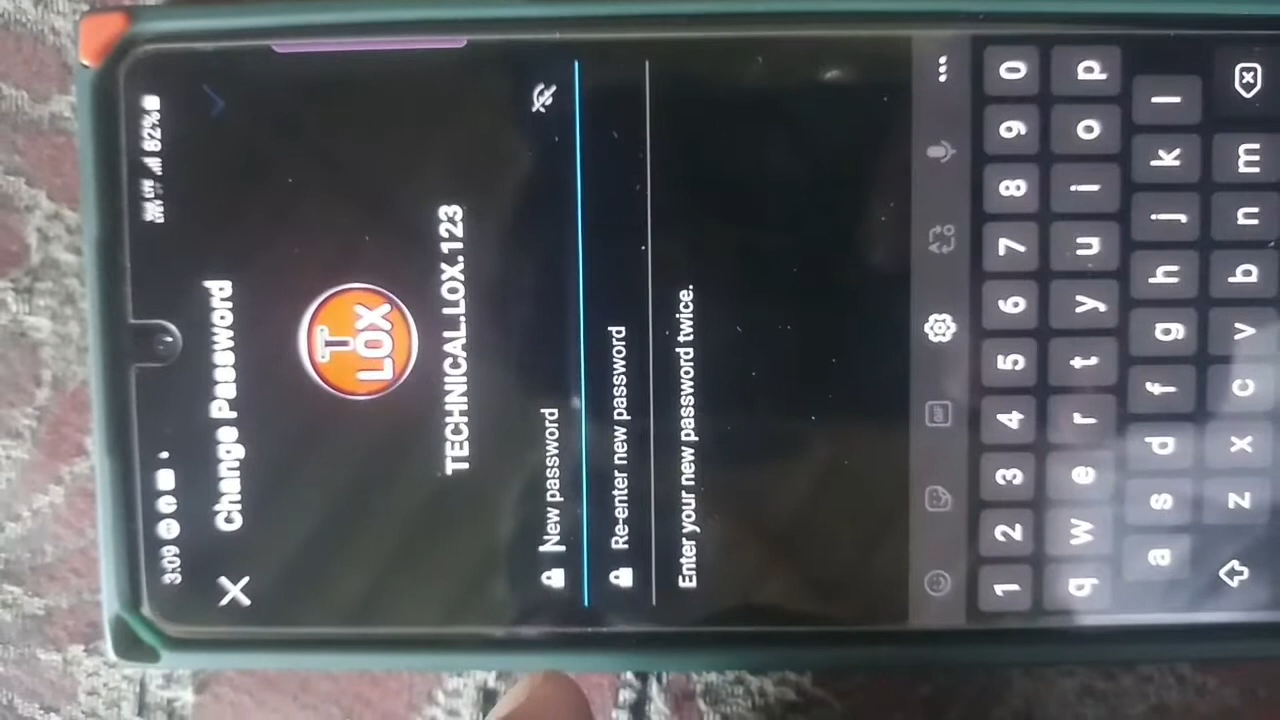 3:09
82%
Change Password
T
LOX
TECHNICAL.LOX.123
New password
Re-enter new password
Enter your new password twice.
GIF
1 2 3 4 5 6 7 8 9 0
q w e r t y u i o p
a s d f g h j k l
z x c v b n m